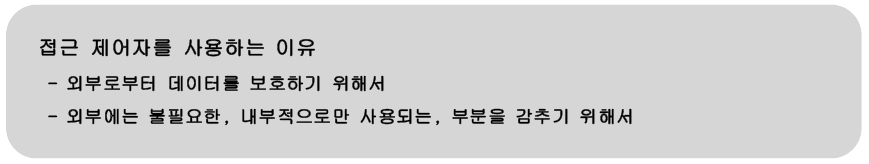 접근 제어자를 사용하는 이유
- 외부로부터 데이터를 보호하기 위해서
- 외부에는 불필요한, 내부적으로만 사용되는, 부분을 감추기 위해서